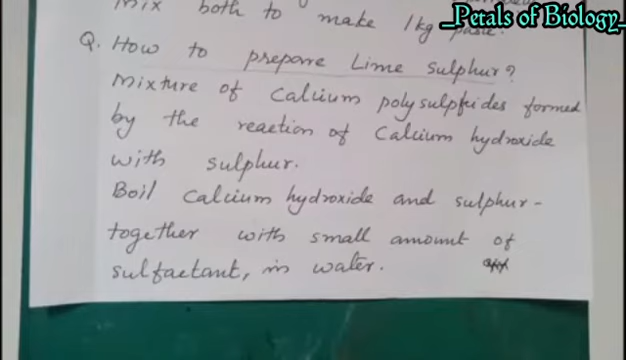 _Petals of Biology_
Mix both to make 1kg paste.
Q. How to prepare Lime Sulphur?
Mixture of Calcium polysulphides formed
by the reaction of Calcium hydroxide
with sulphur.
Boil Calcium hydroxide and sulphur-
together with small amount of
sulfactant, in water.